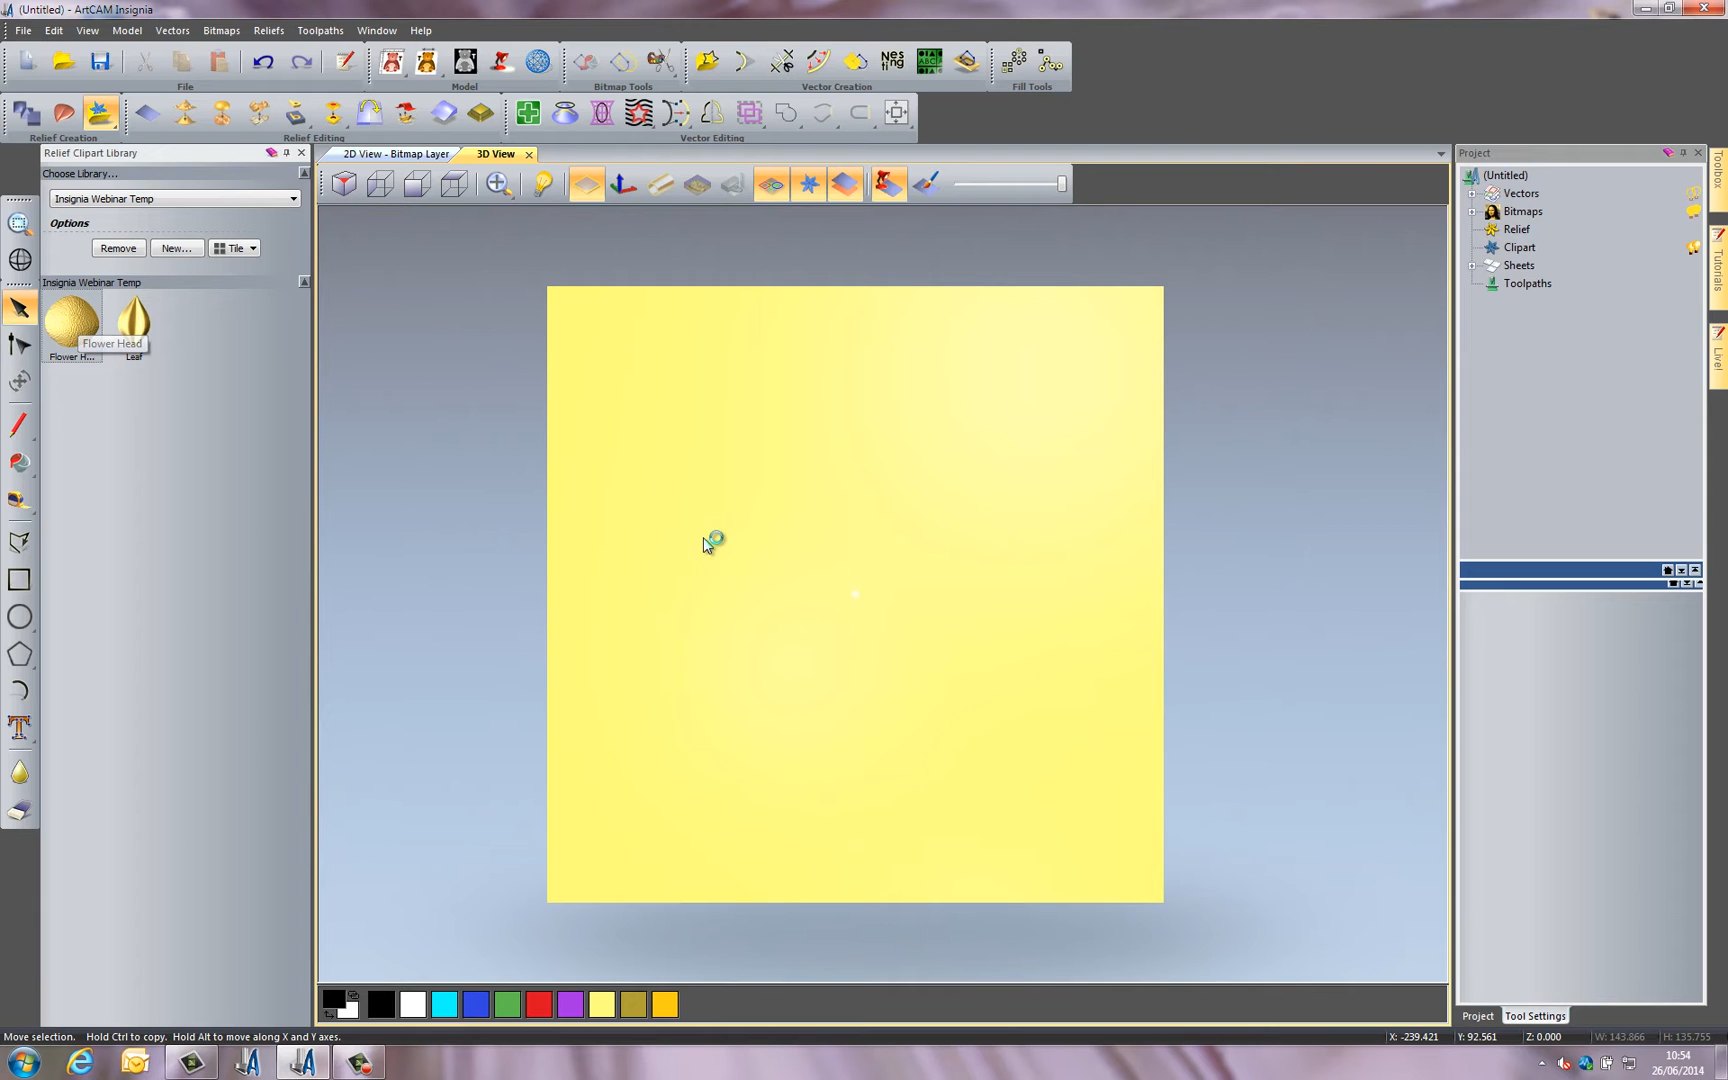 (Untitled) - ArtCAM Insignia
File Edit View Model Vectors Bitmaps Reliefs Toolpaths Window Help
Nes
ting
ABC
File Model Bitmap Tools Vector Creation Fill Tools
Relief Creation Relief Editing Vector Editing
Relief Clipart Library
Choose Library...
Insignia Webinar Temp
Options
Remove New... Tile
Insignia Webinar Temp
Flower Head
Flower H... Leaf
2D View - Bitmap Layer 3D View
Project
(Untitled)
Vectors
Bitmaps
Relief
Clipart
Sheets
Toolpaths
Toolbox
Tutorials
Live!
T
Project Tool Settings
Move selection. Hold Ctrl to copy. Hold Alt to move along X and Y axes.
X: -239.421 Y: 92.561 Z: 0.000 W: 143.866 H: 135.755
10:54
26/06/2014